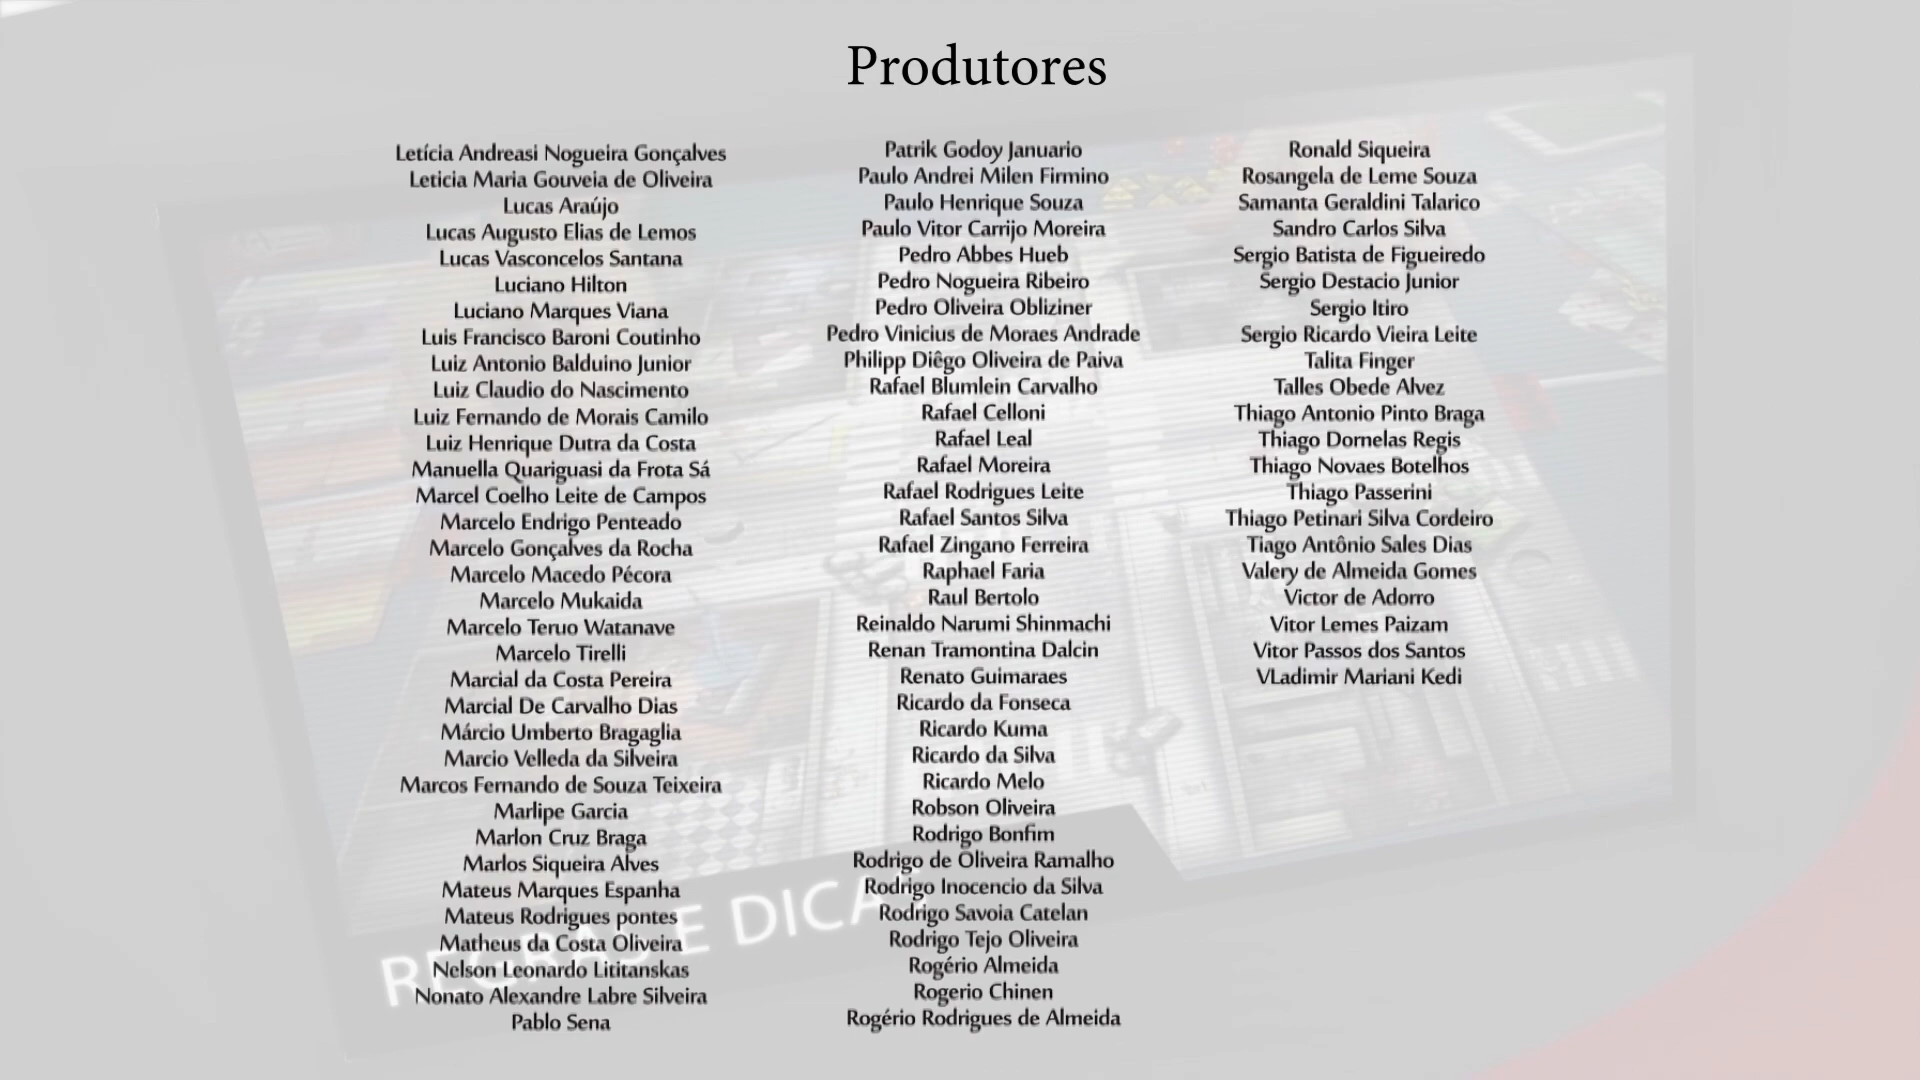 Produtores
Letícia Andreasi Nogueira Gonçalves
Leticia Maria Gouveia de Oliveira
Lucas Araújo
Lucas Augusto Elias de Lemos
Lucas Vasconcelos Santana
Luciano Hilton
Luciano Marques Viana
Luis Francisco Baroni Coutinho
Luiz Antonio Balduino Junior
Luiz Claudio do Nascimento
Luiz Fernando de Morais Camilo
Luiz Henrique Dutra da Costa
Manuella Quariguasi da Frota Sá
Marcel Coelho Leite de Campos
Marcelo Endrigo Penteado
Marcelo Gonçalves da Rocha
Marcelo Macedo Pécora
Marcelo Mukaida
Marcelo Teruo Watanave
Marcelo Tirelli
Marcial da Costa Pereira
Marcial De Carvalho Dias
Márcio Umberto Bragaglia
Marcio Velleda da Silveira
Marcos Fernando de Souza Teixeira
Marlipe Garcia
Marlon Cruz Braga
Marlos Siqueira Alves
Mateus Marques Espanha
Mateus Rodrigues pontes
Matheus da Costa Oliveira
Nelson Leonardo Lititanskas
Nonato Alexandre Labre Silveira
Pablo Sena
Patrik Godoy Januario
Paulo Andrei Milen Firmino
Paulo Henrique Souza
Paulo Vitor Carrijo Moreira
Pedro Abbes Hueb
Pedro Nogueira Ribeiro
Pedro Oliveira Obliziner
Pedro Vinicius de Moraes Andrade
Philipp Diêgo Oliveira de Paiva
Rafael Blumlein Carvalho
Rafael Celloni
Rafael Leal
Rafael Moreira
Rafael Rodrigues Leite
Rafael Santos Silva
Rafael Zingano Ferreira
Raphael Faria
Raul Bertolo
Reinaldo Narumi Shinmachi
Renan Tramontina Dalcin
Renato Guimaraes
Ricardo da Fonseca
Ricardo Kuma
Ricardo da Silva
Ricardo Melo
Robson Oliveira
Rodrigo Bonfim
Rodrigo de Oliveira Ramalho
Rodrigo Inocencio da Silva
Rodrigo Savoia Catelan
Rodrigo Tejo Oliveira
Rogério Almeida
Rogerio Chinen
Rogério Rodrigues de Almeida
Ronald Siqueira
Rosangela de Leme Souza
Samanta Geraldini Talarico
Sandro Carlos Silva
Sergio Batista de Figueiredo
Sergio Destacio Junior
Sergio Itiro
Sergio Ricardo Vieira Leite
Talita Finger
Talles Obede Alvez
Thiago Antonio Pinto Braga
Thiago Dornelas Regis
Thiago Novaes Botelhos
Thiago Passerini
Thiago Petinari Silva Cordeiro
Tiago Antônio Sales Dias
Valery de Almeida Gomes
Victor de Adorro
Vitor Lemes Paizam
Vitor Passos dos Santos
VLadimir Mariani Kedi
REGRAS E DICAS